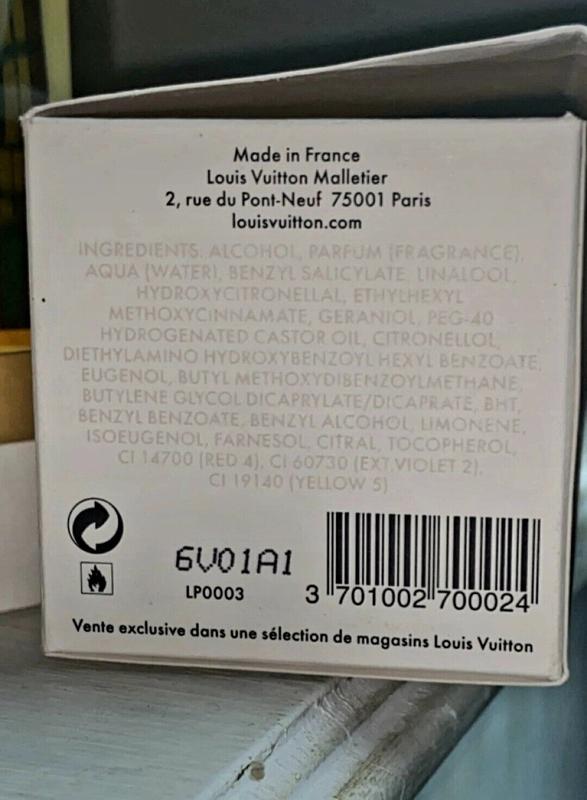 Made in France
Louis Vuitton Malletier
2, rue du Pont-Neuf 75001 Paris
louisvuitton.com
INGREDIENTS: ALCOHOL, PARFUM (FRAGRANCE),
AQUA (WATER), BENZYL SALICYLATE, LINALOOL,
HYDROXYCITRONELLAL, ETHYLHEXYL
METHOXYCINNAMATE, GERANIOL, PEG-40
HYDROGENATED CASTOR OIL, CITRONELLOL,
DIETHYLAMINO HYDROXYBENZOYL HEXYL BENZOATE,
EUGENOL, BUTYL METHOXYDIBENZOYLMETHANE,
BUTYLENE GLYCOL DICAPRYLATE/DICAPRATE, BHT,
BENZYL BENZOATE, BENZYL ALCOHOL, LIMONENE,
ISOEUGENOL, FARNESOL, CITRAL, TOCOPHEROL,
CI 14700 (RED 4), CI 60730 (EXT.VIOLET 2),
CI 19140 (YELLOW 5)
6V01A1
LP0003
3 701002 700024
Vente exclusive dans une sélection de magasins Louis Vuitton